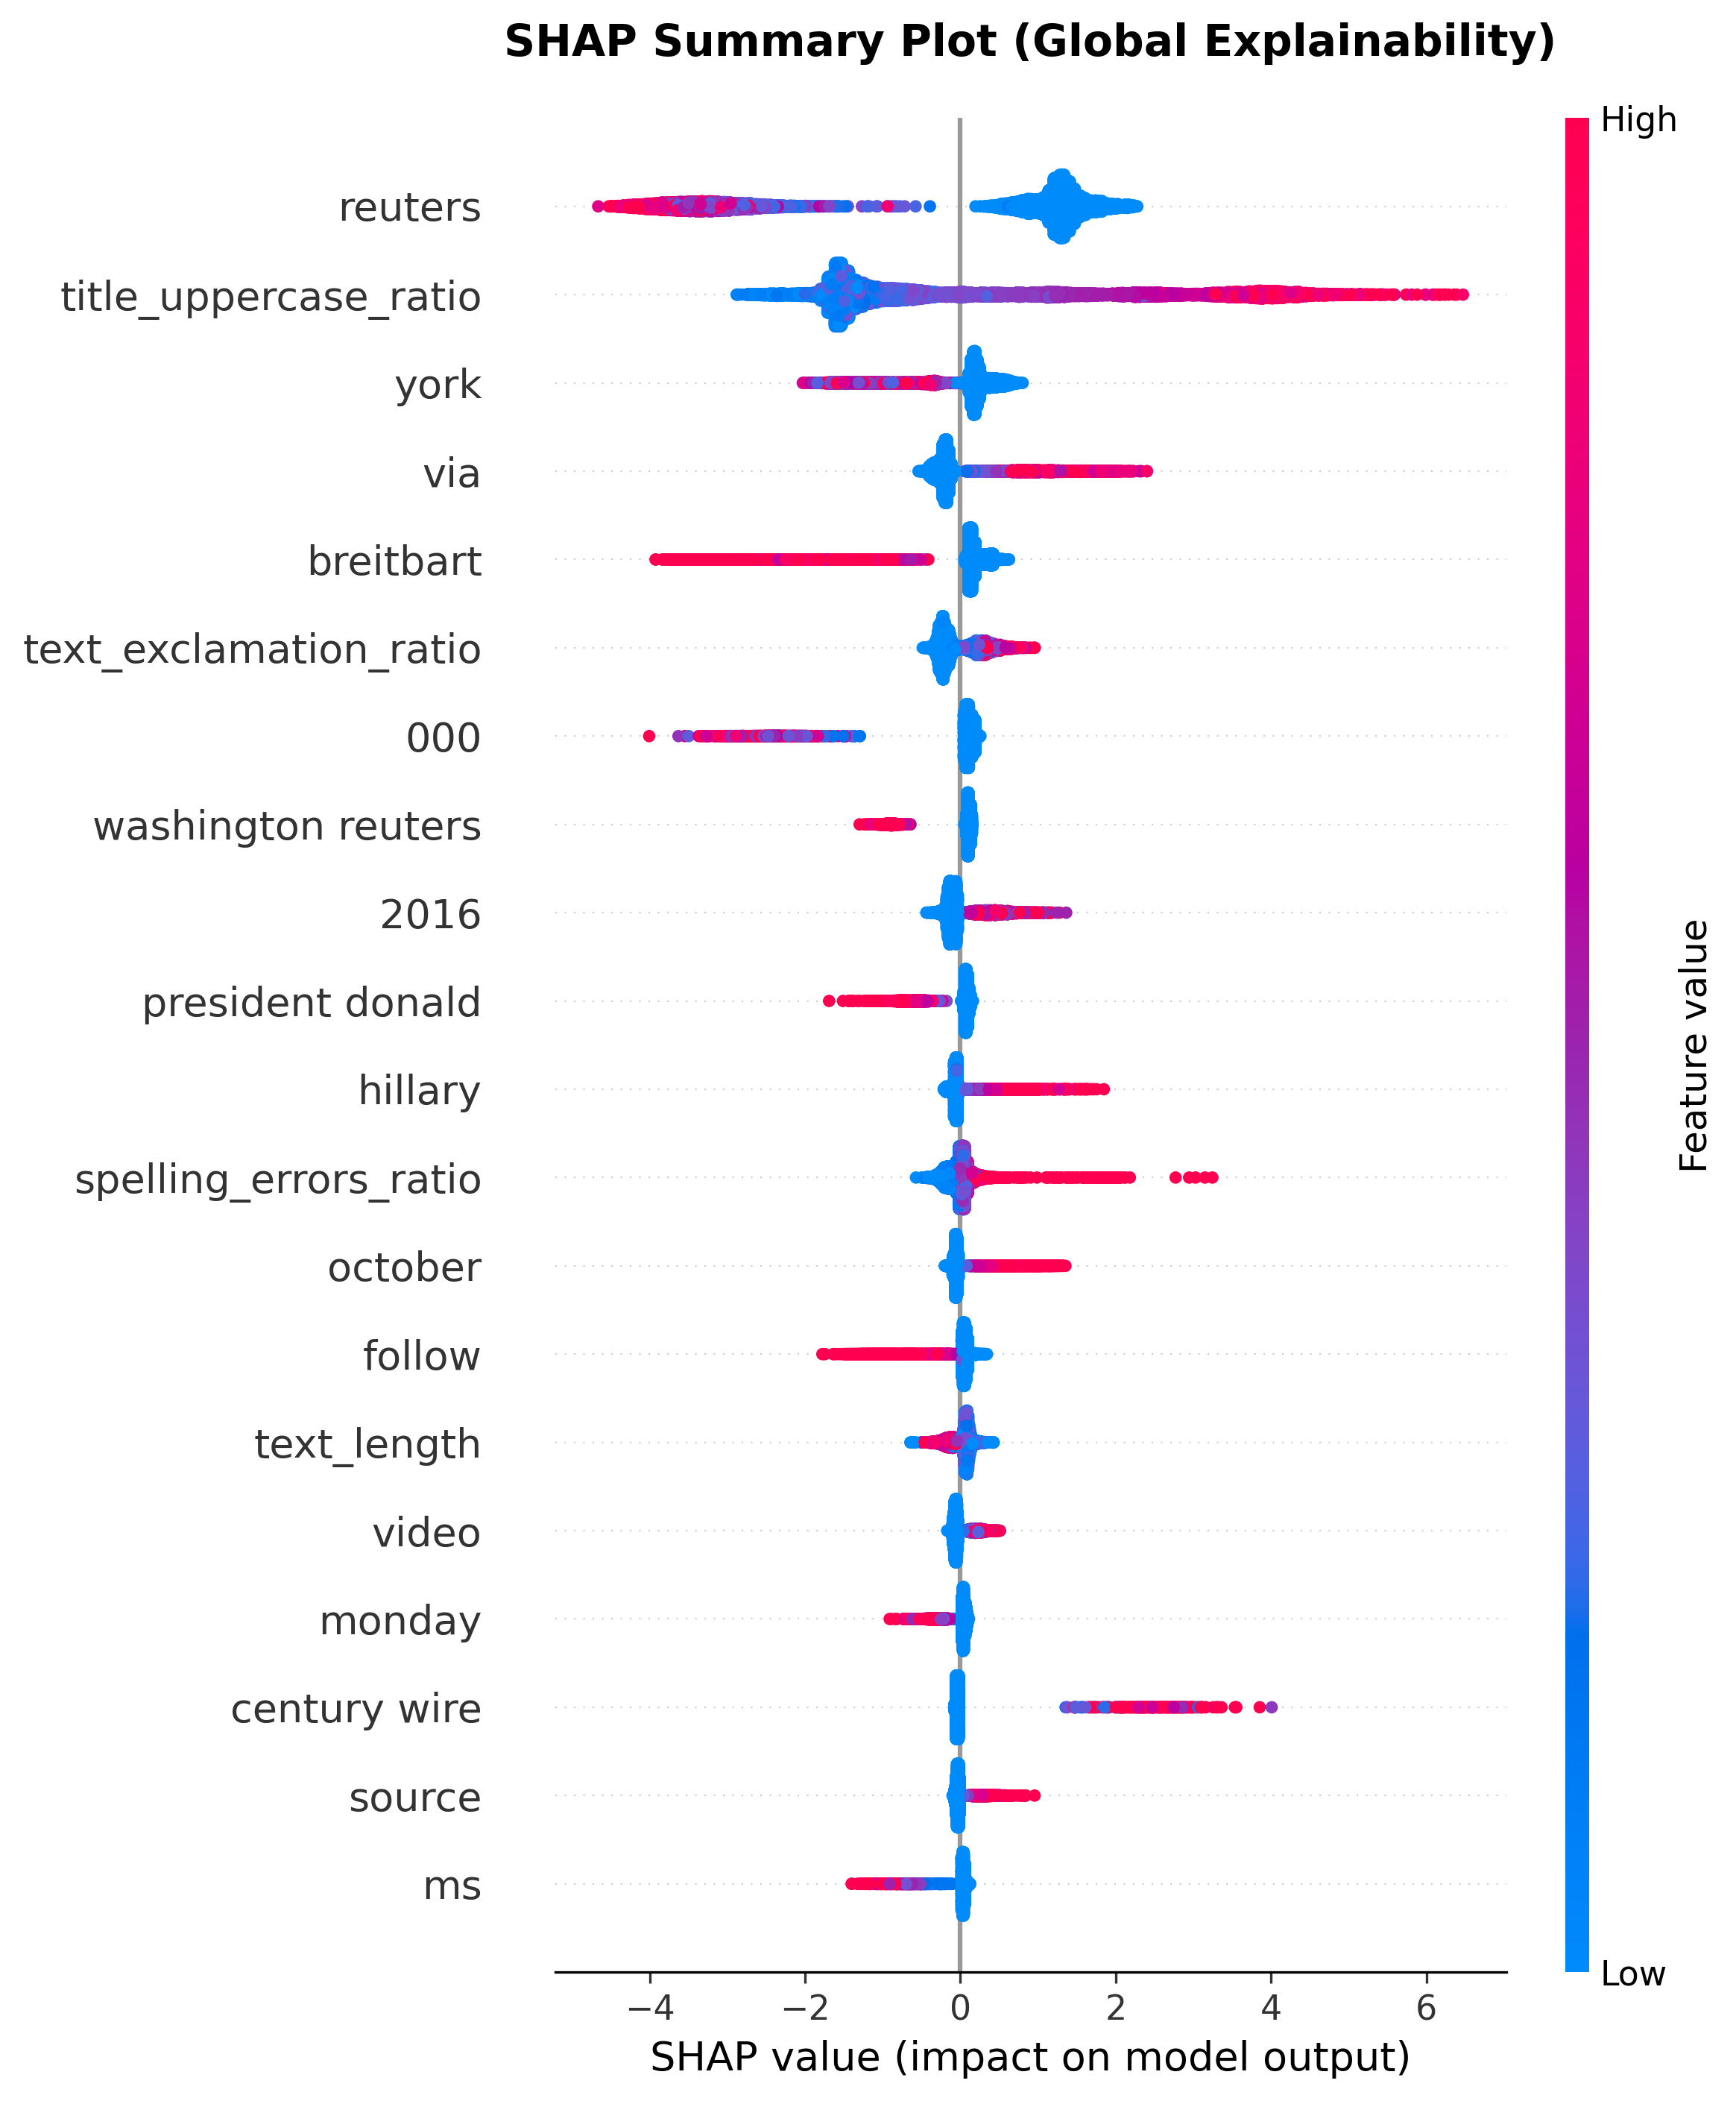 SHAP Summary Plot (Global Explainability)
High
reuters
title_uppercase_ratio
york
via
breitbart
text_exclamation_ratio
000
washington reuters
2016
president donald
hillary
spelling_errors_ratio
october
follow
text_length
video
monday
century wire
source
ms
Feature value
Low
−4 −2 0 2 4 6
SHAP value (impact on model output)